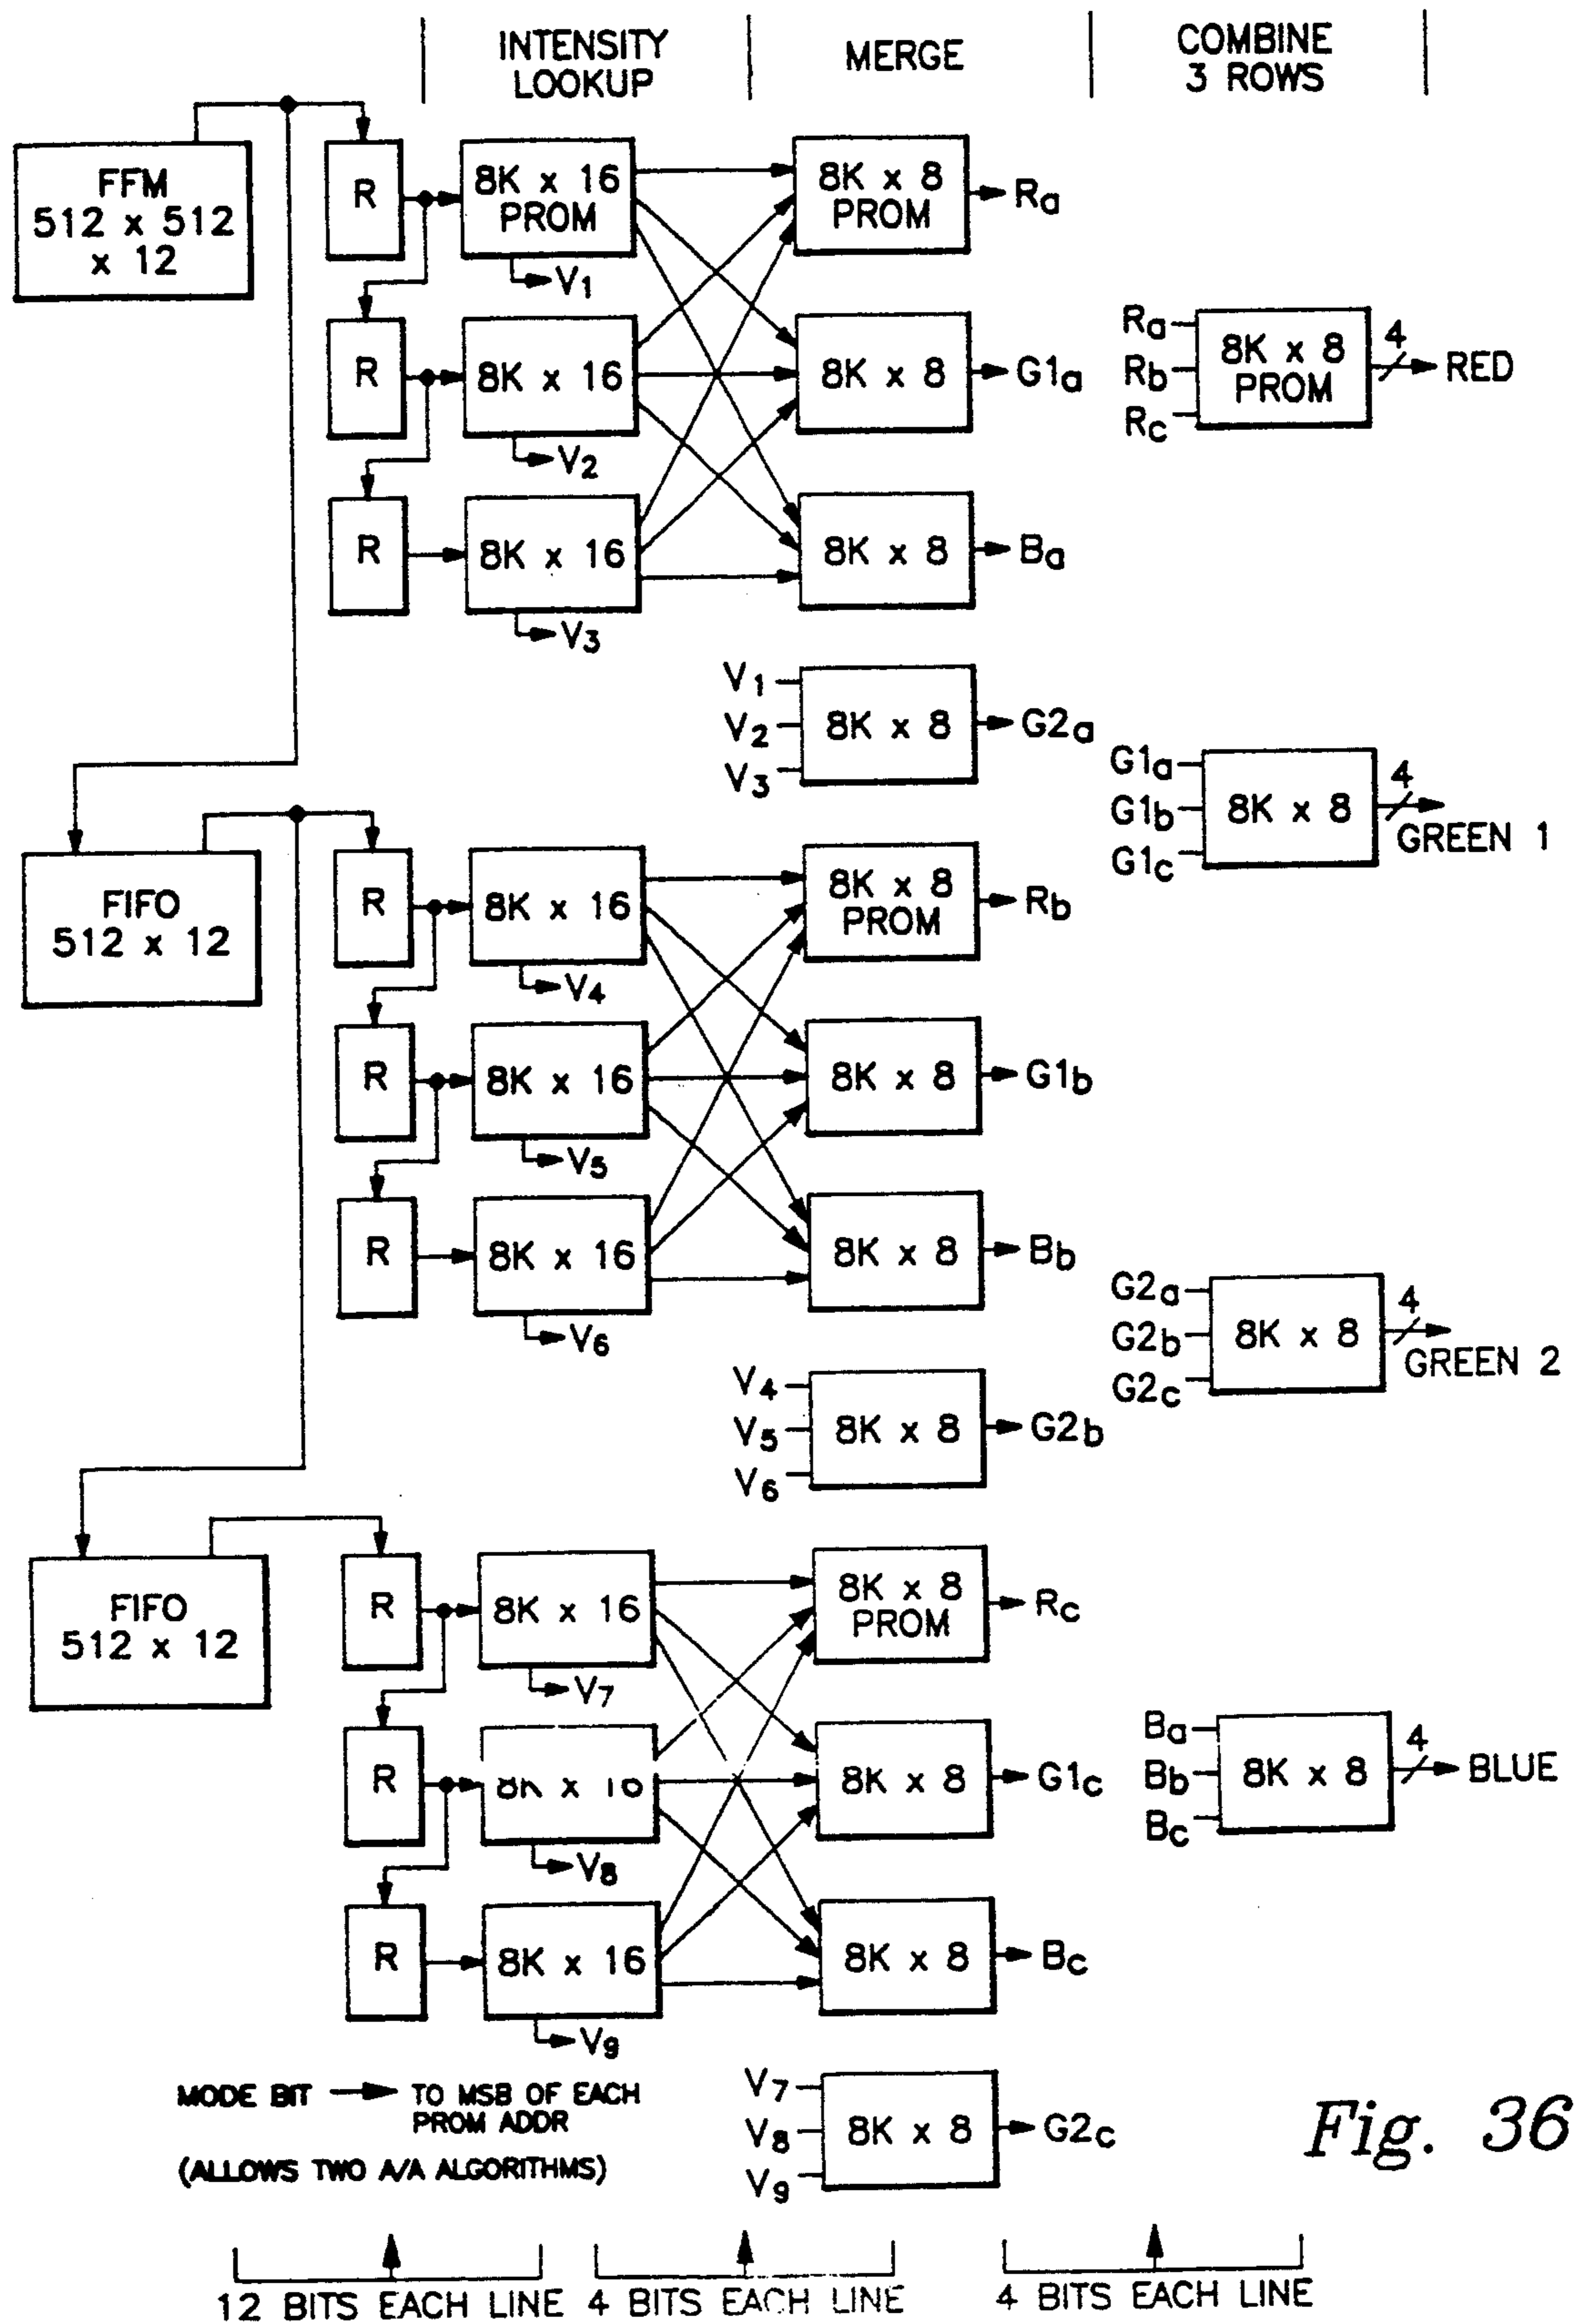 INTENSITY
LOOKUP
MERGE
COMBINE
3 ROWS
FFM
512 x 512
x 12
R
8K x 16
PROM
V1
8K x 8
PROM
Ra
R
8K x 16
V2
8K x 8
G1a
Ra
Rb
Rc
8K x 8
PROM
4
RED
R
8K x 16
V3
8K x 8
Ba
V1
V2
V3
8K x 8
G2a
G1a
G1b
G1c
8K x 8
4
GREEN 1
FIFO
512 x 12
R
8K x 16
V4
8K x 8
PROM
Rb
R
8K x 16
V5
8K x 8
G1b
R
8K x 16
V6
8K x 8
Bb
G2a
G2b
G2c
8K x 8
4
GREEN 2
V4
V5
V6
8K x 8
G2b
FIFO
512 x 12
R
8K x 16
V7
8K x 8
PROM
Rc
R
8K x 16
V8
8K x 8
G1c
Ba
Bb
Bc
8K x 8
4
BLUE
R
8K x 16
V9
8K x 8
Bc
MODE BIT TO MSB OF EACH
PROM ADDR
(ALLOWS TWO A/A ALGORITHMS)
V7
V8
V9
8K x 8
G2c
Fig. 36
12 BITS EACH LINE
4 BITS EACH LINE
4 BITS EACH LINE